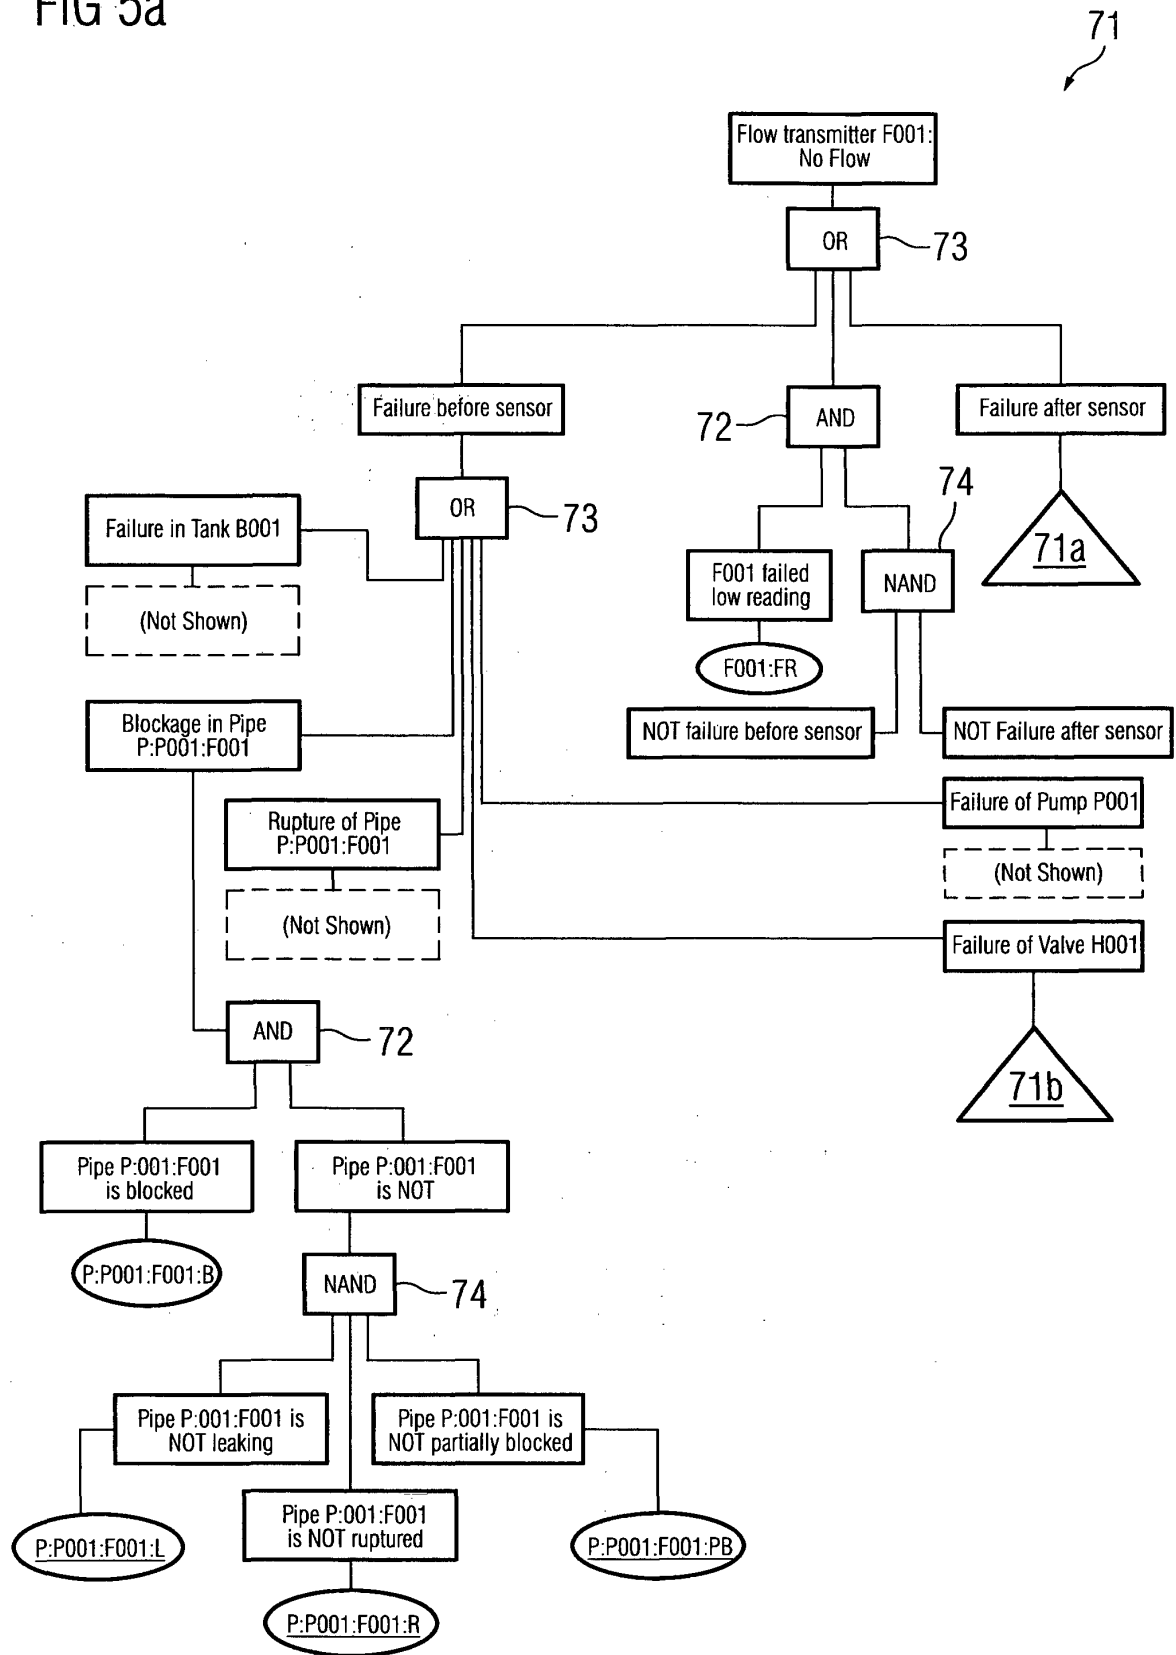 FIG 5a
71
Flow transmitter F001:
No Flow
OR
73
Failure before sensor
72
AND
Failure after sensor
74
OR
73
Failure in Tank B001
(Not Shown)
F001 failed
low reading
NAND
71a
F001:FR
Blockage in Pipe
P:P001:F001
NOT failure before sensor
NOT Failure after sensor
Rupture of Pipe
P:P001:F001
(Not Shown)
Failure of Pump P001
(Not Shown)
Failure of Valve H001
71b
AND
72
Pipe P:001:F001
is blocked
Pipe P:001:F001
is NOT
P:P001:F001:B
NAND
74
Pipe P:001:F001 is
NOT leaking
Pipe P:001:F001 is
NOT partially blocked
Pipe P:001:F001
is NOT ruptured
P:P001:F001:L
P:P001:F001:PB
P:P001:F001:R